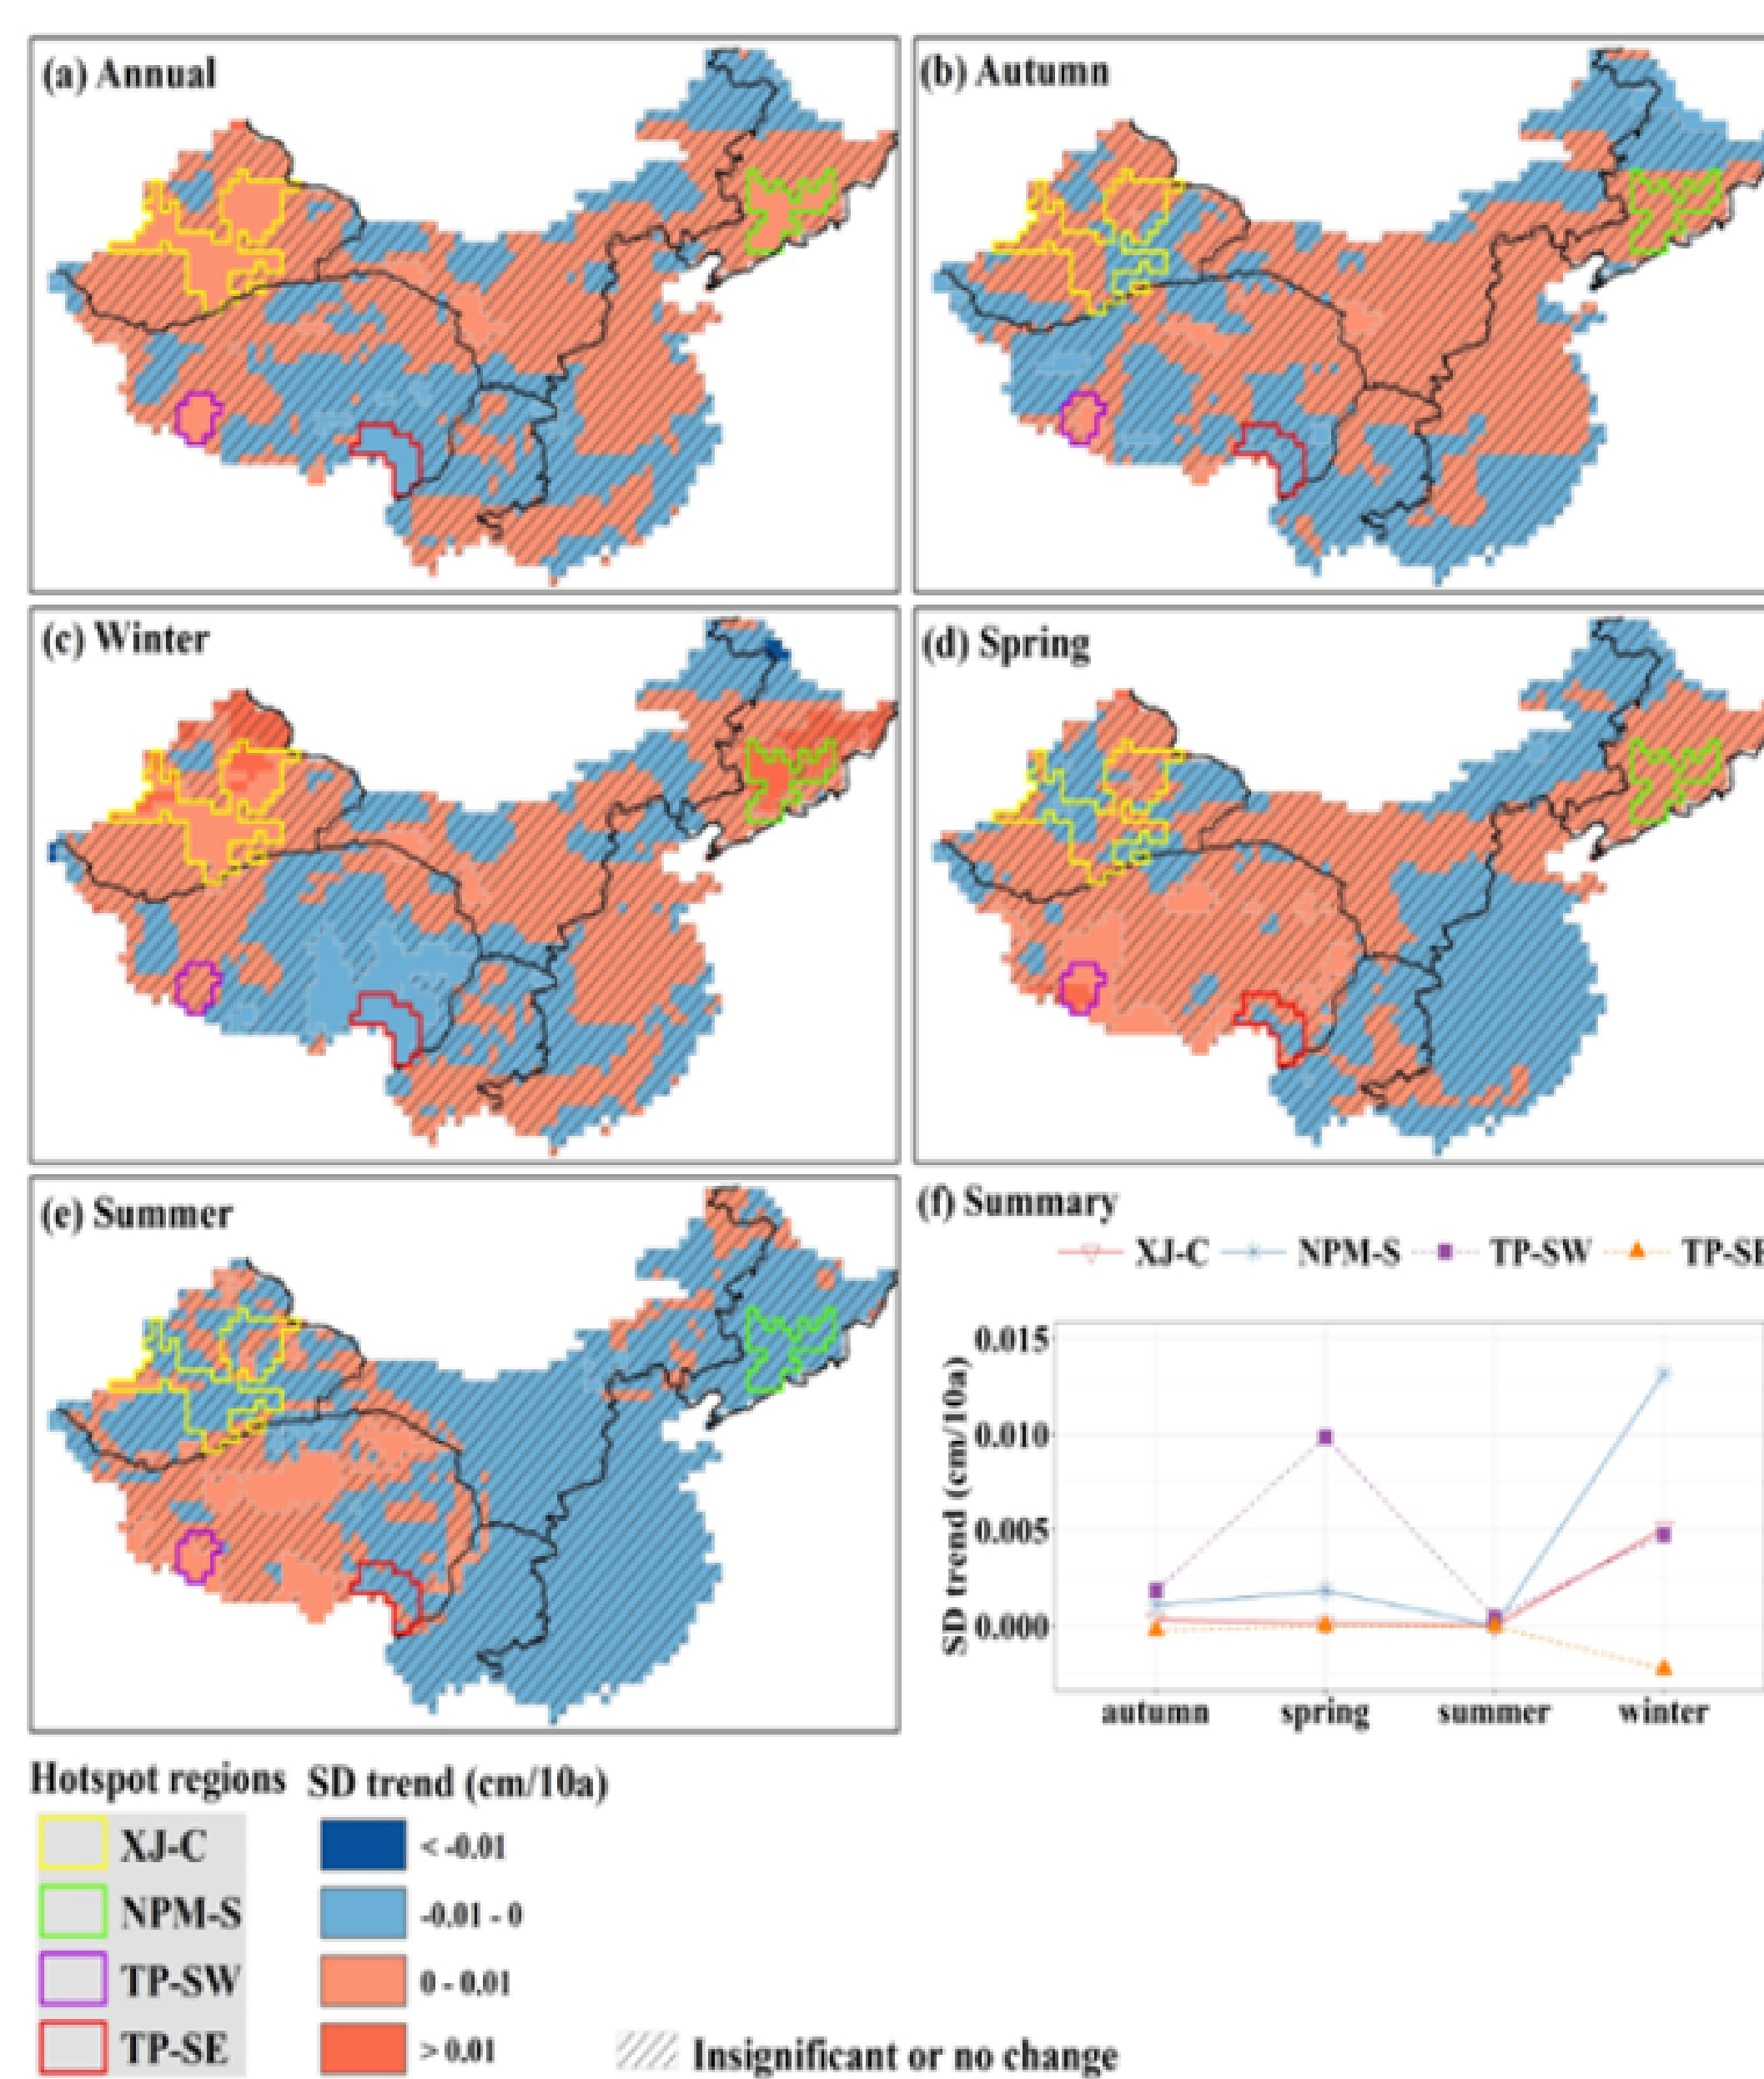 (a) Annual
(b) Autumn
(c) Winter
(d) Spring
(e) Summer
(f) Summary
XJ-C NPM-S TP-SW TP-SE
SD trend (cm/10a)
0.015
0.010
0.005
0.000
autumn spring summer winter
Hotspot regions
XJ-C
NPM-S
TP-SW
TP-SE
SD trend (cm/10a)
< -0.01
-0.01 - 0
0 - 0.01
> 0.01
Insignificant or no change